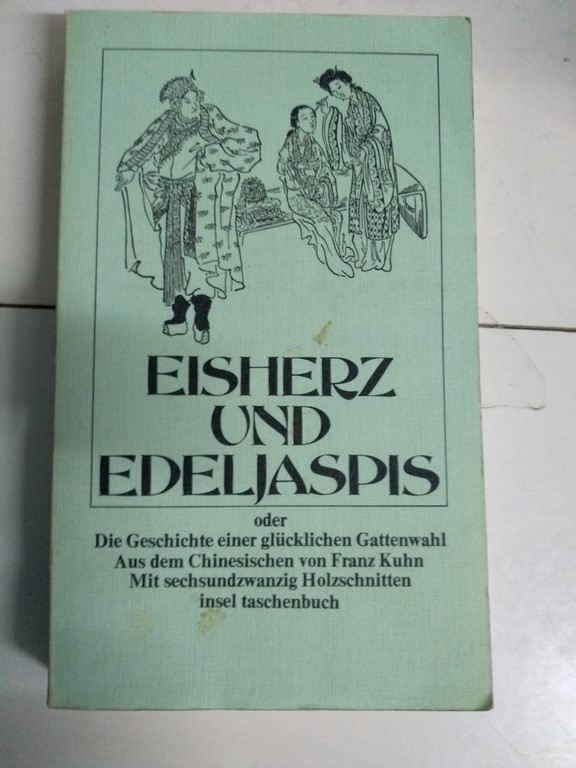 EISHERZ
UND
EDELJASPIS
oder
Die Geschichte einer glücklichen Gattenwahl
Aus dem Chinesischen von Franz Kuhn
Mit sechsundzwanzig Holzschnitten
insel taschenbuch